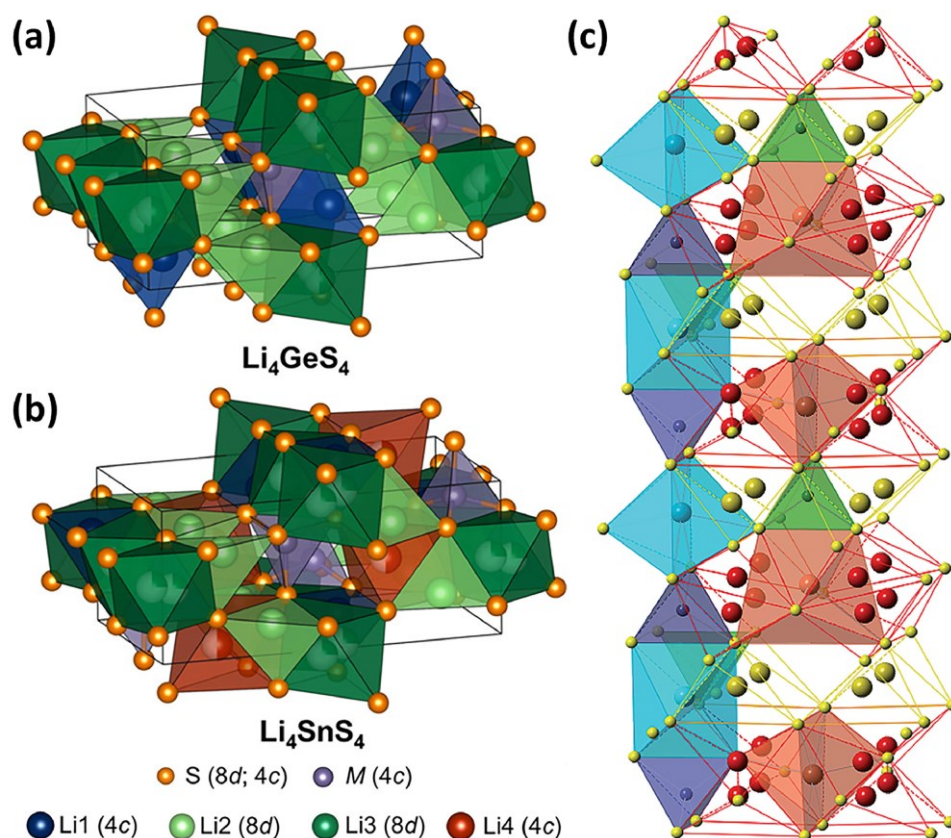 (a)
Li₄GeS₄
(b)
Li₄SnS₄
S (8d; 4c) M (4c)
Li1 (4c) Li2 (8d) Li3 (8d) Li4 (4c)
(c)